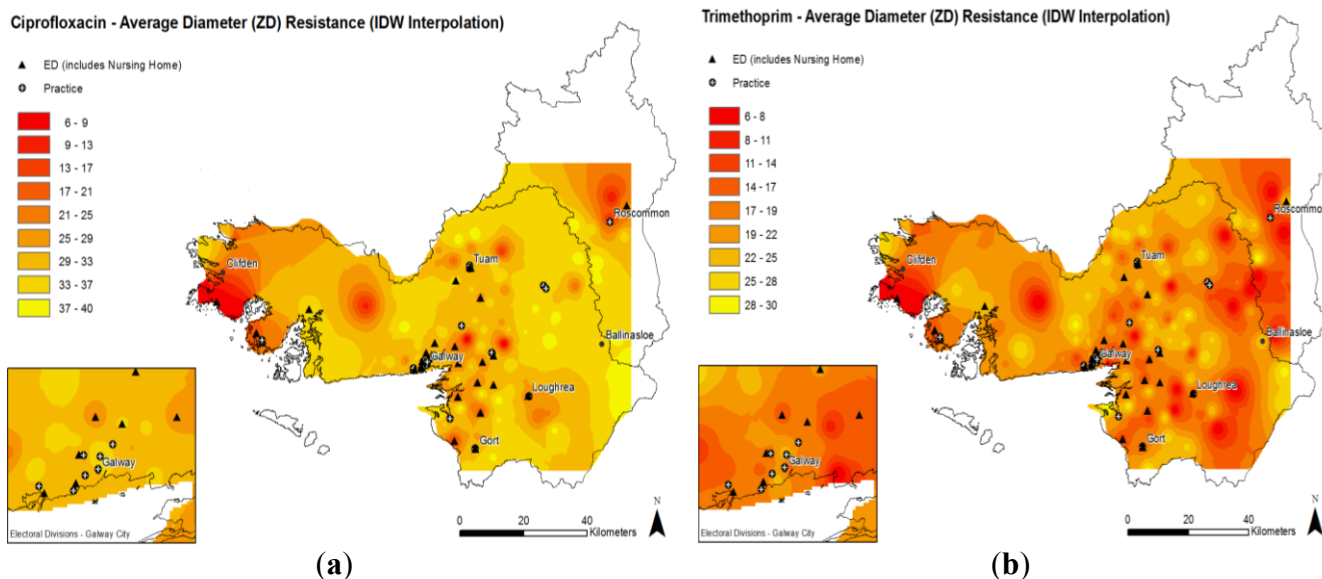 Ciprofloxacin - Average Diameter (ZD) Resistance (IDW Interpolation)
ED (includes Nursing Home)
Practice
6 - 9
9 - 13
13 - 17
17 - 21
21 - 25
25 - 29
29 - 33
33 - 37
37 - 40
Roscommon
Tuam
Clifden
Ballinasloe
Galway
Loughrea
Gort
Galway
Electoral Divisions - Galway City
0 20 40
Kilometers
N
(a)
Trimethoprim - Average Diameter (ZD) Resistance (IDW Interpolation)
ED (includes Nursing Home)
Practice
6 - 8
8 - 11
11 - 14
14 - 17
17 - 19
19 - 22
22 - 25
25 - 28
28 - 30
Roscommon
Tuam
Clifden
Ballinasloe
Galway
Loughrea
Gort
Galway
Electoral Divisions - Galway City
0 20 40
Kilometers
N
(b)